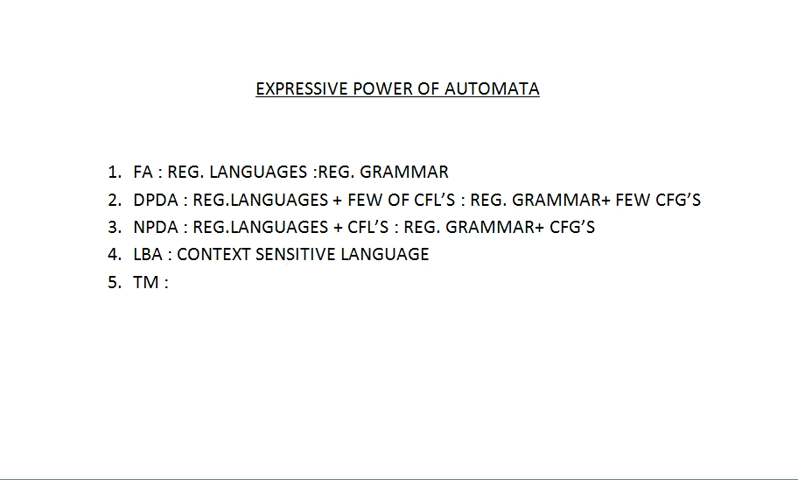 EXPRESSIVE POWER OF AUTOMATA
1. FA : REG. LANGUAGES :REG. GRAMMAR
2. DPDA : REG.LANGUAGES + FEW OF CFL’S : REG. GRAMMAR+ FEW CFG’S
3. NPDA : REG.LANGUAGES + CFL’S : REG. GRAMMAR+ CFG’S
4. LBA : CONTEXT SENSITIVE LANGUAGE
5. TM :